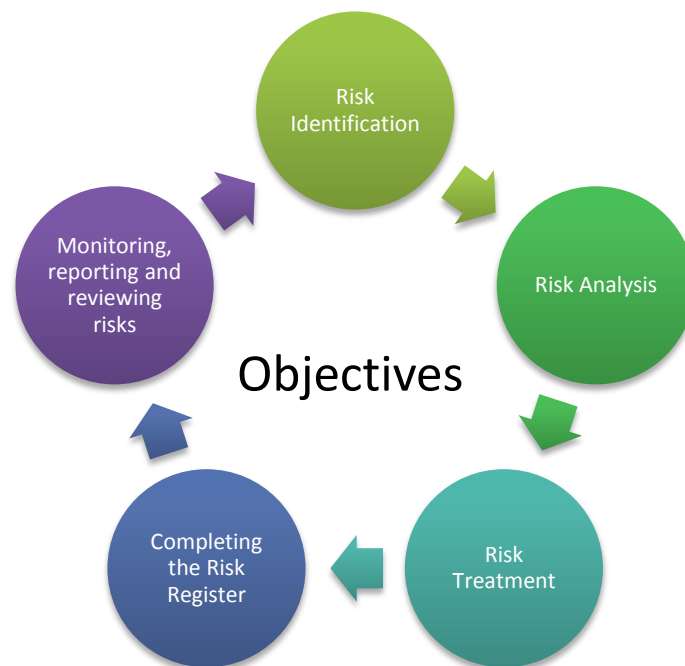 Risk
Identification
Risk Analysis
Risk
Treatment
Completing
the Risk
Register
Monitoring,
reporting and
reviewing
risks
Objectives